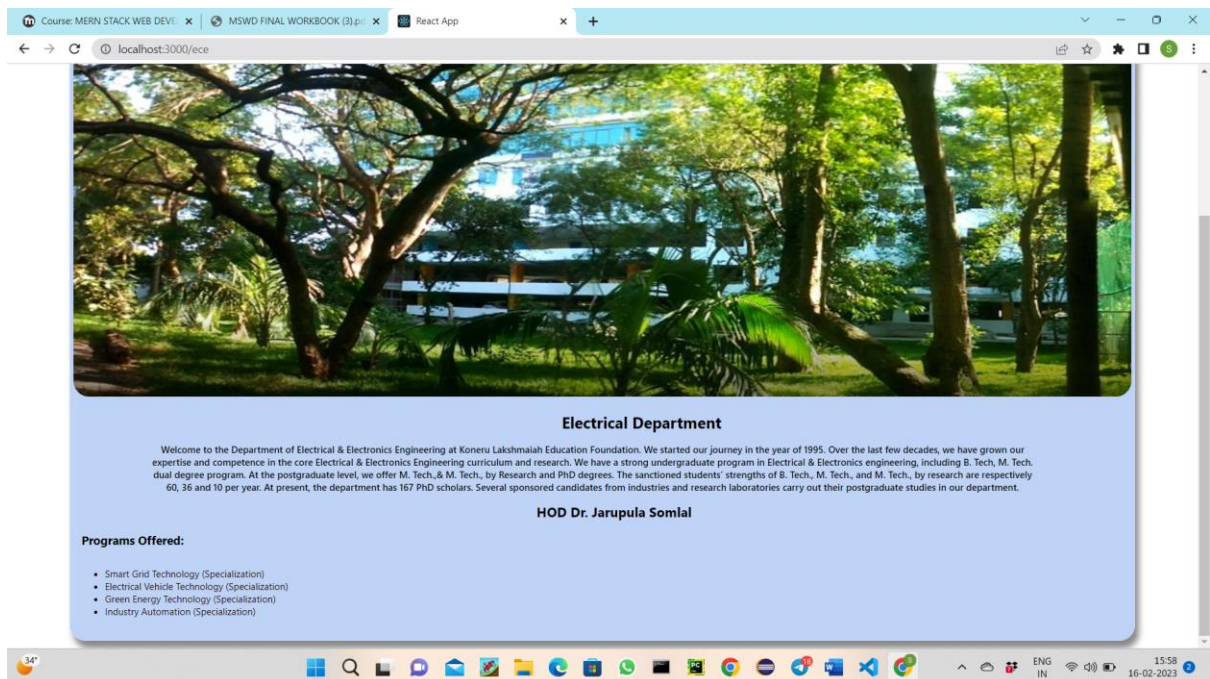 Course: MERN STACK WEB DEVE
MSWD FINAL WORKBOOK (3).pd
React App
localhost:3000/ece
S
Electrical Department
Welcome to the Department of Electrical & Electronics Engineering at Koneru Lakshmaiah Education Foundation. We started our journey in the year of 1995. Over the last few decades, we have grown our
expertise and competence in the core Electrical & Electronics Engineering curriculum and research. We have a strong undergraduate program in Electrical & Electronics engineering, including B. Tech, M. Tech.
dual degree program. At the postgraduate level, we offer M. Tech.,& M. Tech., by Research and PhD degrees. The sanctioned students' strengths of B. Tech., M. Tech., and M. Tech., by research are respectively
60, 36 and 10 per year. At present, the department has 167 PhD scholars. Several sponsored candidates from industries and research laboratories carry out their postgraduate studies in our department.
HOD Dr. Jarupula Somlal
Programs Offered:
• Smart Grid Technology (Specialization)
• Electrical Vehicle Technology (Specialization)
• Green Energy Technology (Specialization)
• Industry Automation (Specialization)
34°
PC
ENG
IN
15:58
16-02-2023
2